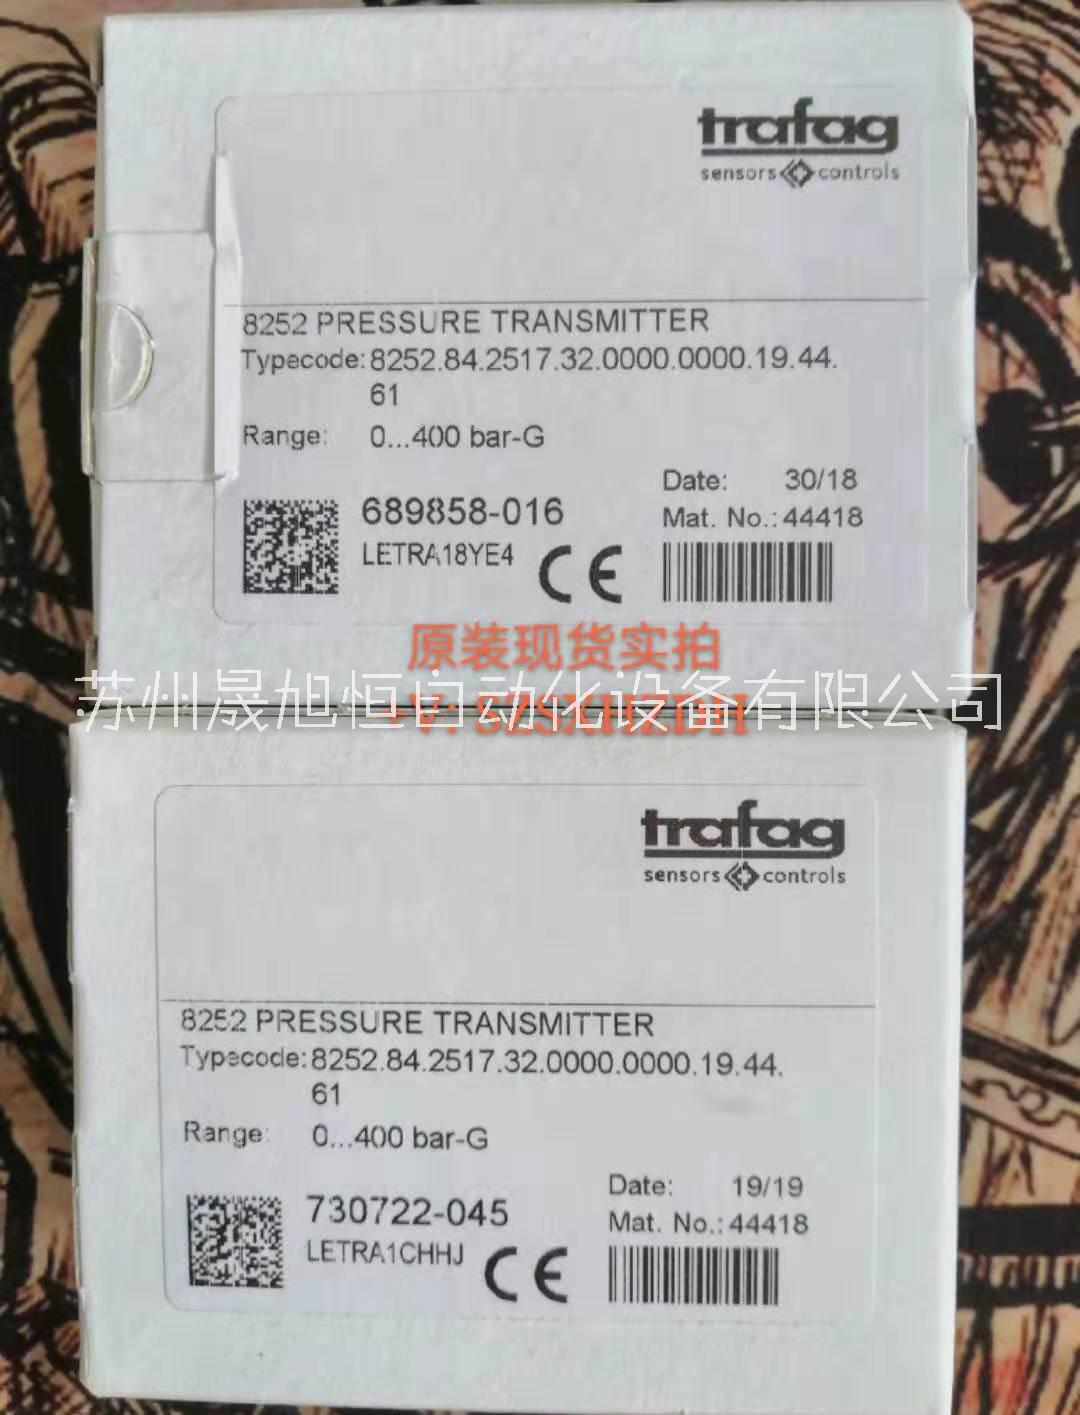 trafag
sensors controls
8252 PRESSURE TRANSMITTER
Typecode: 8252.84.2517.32.0000.0000.19.44.
61
Range: 0...400 bar-G
Date: 30/18
689858-016
Mat. No.: 44418
LETRA18YE4
CE
原装现货实拍
苏州晟旭恒自动化设备有限公司
+V: SZSXHZDH
trafag
sensors controls
8252 PRESSURE TRANSMITTER
Typecode: 8252.84.2517.32.0000.0000.19.44.
61
Range: 0...400 bar-G
Date: 19/19
730722-045
Mat. No.: 44418
LETRA1CHHJ
CE